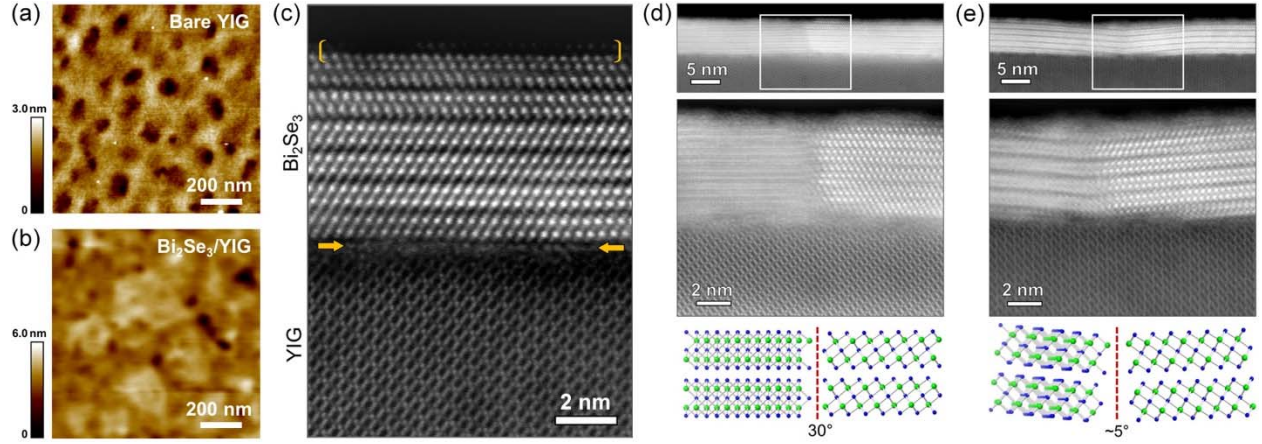 (a)
Bare YIG
3.0 nm
0
200 nm
(b)
Bi₂Se₃/YIG
6.0 nm
0
200 nm
(c)
Bi₂Se₃
YIG
2 nm
(d)
5 nm
2 nm
30°
(e)
5 nm
2 nm
~5°